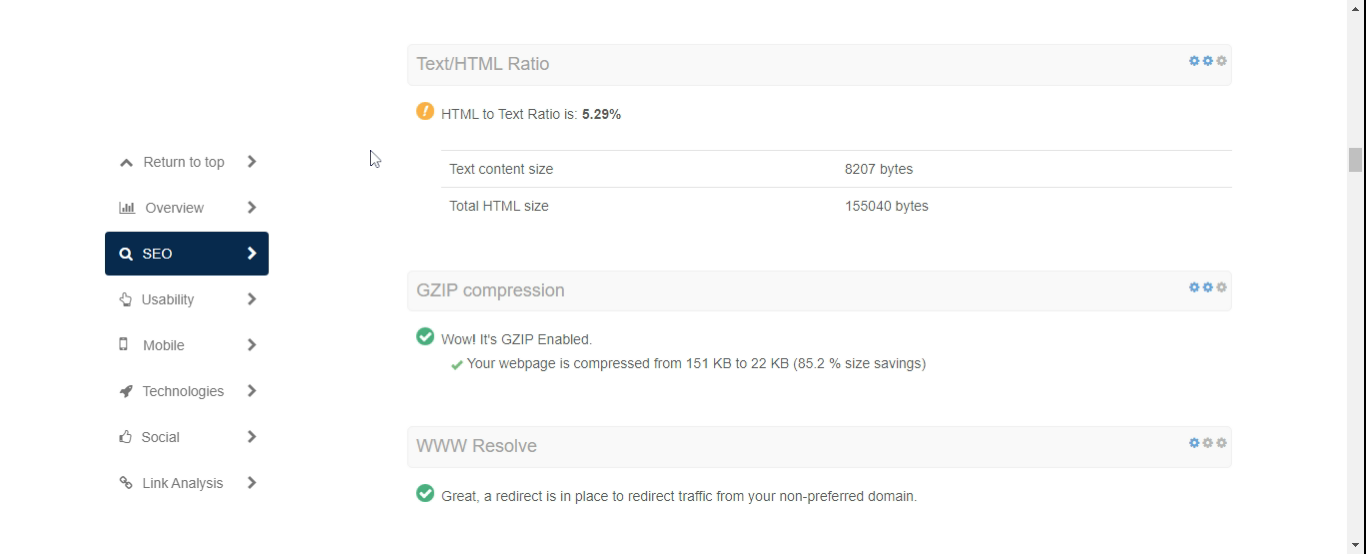 Return to top
Overview
SEO
Usability
Mobile
Technologies
Social
Link Analysis
Text/HTML Ratio
HTML to Text Ratio is: 5.29%
Text content size 8207 bytes
Total HTML size 155040 bytes
GZIP compression
Wow! It's GZIP Enabled.
Your webpage is compressed from 151 KB to 22 KB (85.2 % size savings)
WWW Resolve
Great, a redirect is in place to redirect traffic from your non-preferred domain.